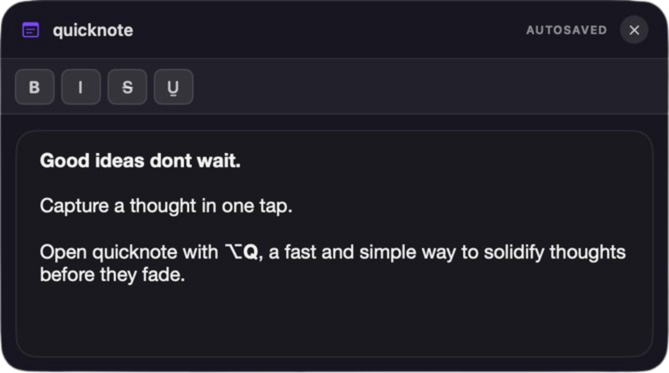 quicknote
AUTOSAVED
B I S U
Good ideas dont wait.
Capture a thought in one tap.
Open quicknote with ⌥Q, a fast and simple way to solidify thoughts
before they fade.